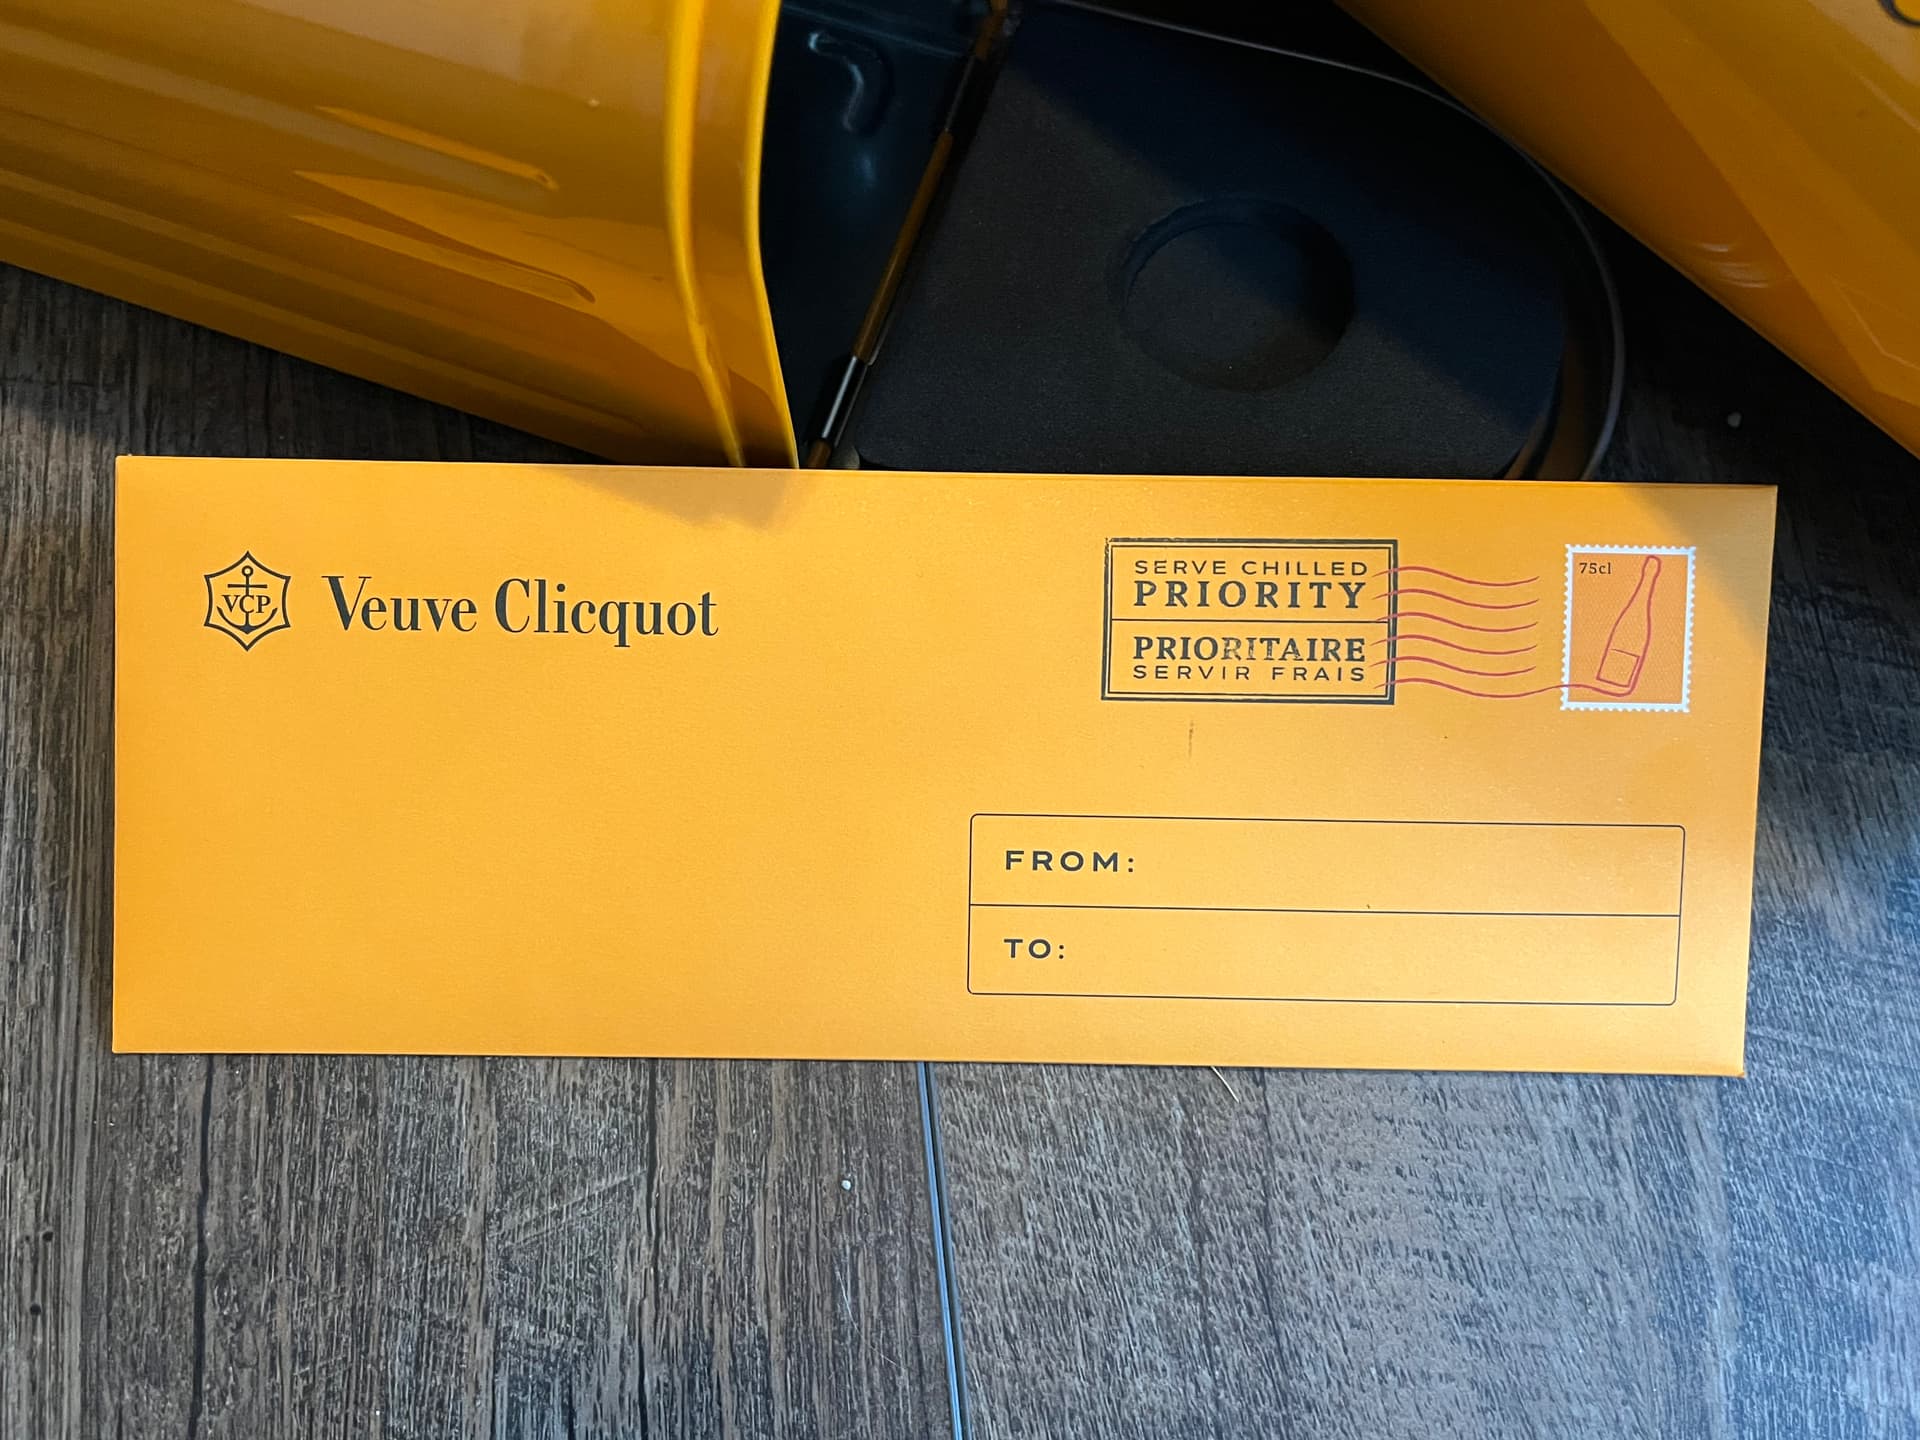 VCP
Veuve Clicquot
SERVE CHILLED
PRIORITY
PRIORITAIRE
SERVIR FRAIS
75cl
FROM:
TO: